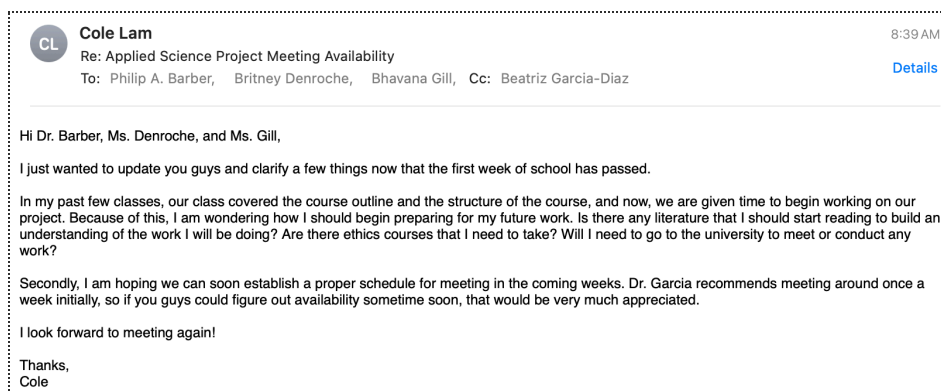 CL
Cole Lam
8:39 AM
Re: Applied Science Project Meeting Availability
To: Philip A. Barber, Britney Denroche, Bhavana Gill, Cc: Beatriz Garcia-Diaz
Details
Hi Dr. Barber, Ms. Denroche, and Ms. Gill,
I just wanted to update you guys and clarify a few things now that the first week of school has passed.
In my past few classes, our class covered the course outline and the structure of the course, and now, we are given time to begin working on our
project. Because of this, I am wondering how I should begin preparing for my future work. Is there any literature that I should start reading to build an
understanding of the work I will be doing? Are there ethics courses that I need to take? Will I need to go to the university to meet or conduct any
work?
Secondly, I am hoping we can soon establish a proper schedule for meeting in the coming weeks. Dr. Garcia recommends meeting around once a
week initially, so if you guys could figure out availability sometime soon, that would be very much appreciated.
I look forward to meeting again!
Thanks,
Cole